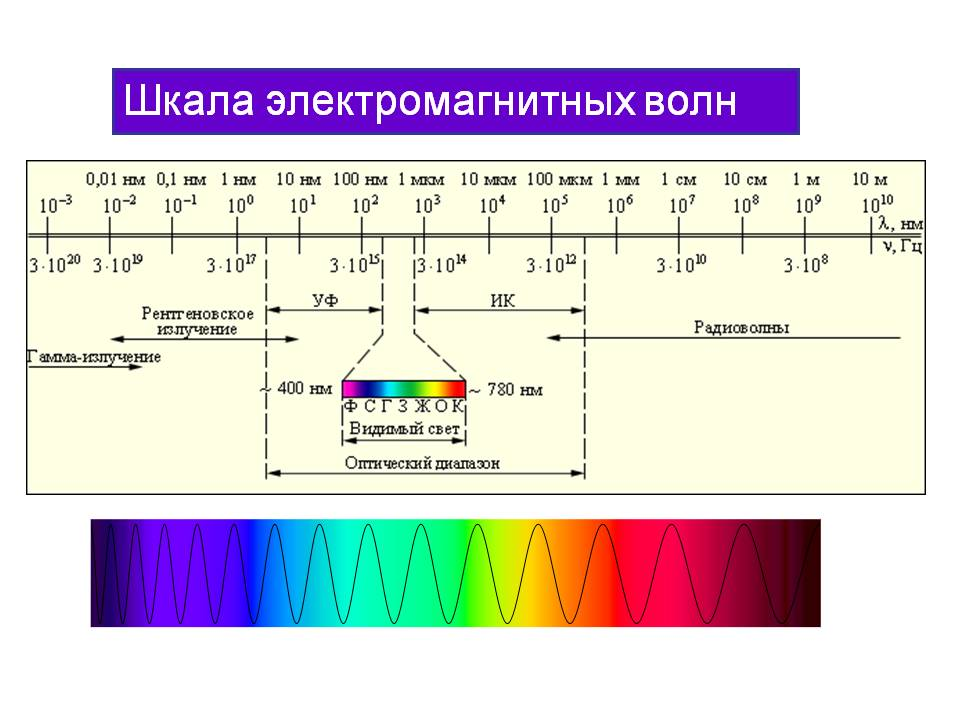 Шкала электромагнитных волн
0,01 нм 0,1 нм 1 нм 10 нм 100 нм 1 мкм 10 мкм 100 мкм 1 мм 1 см 10 см 1 м 10 м
10⁻³ 10⁻² 10⁻¹ 10⁰ 10¹ 10² 10³ 10⁴ 10⁵ 10⁶ 10⁷ 10⁸ 10⁹ 10¹⁰
λ, нм
ν, Гц
3·10²⁰ 3·10¹⁹ 3·10¹⁷ 3·10¹⁵ 3·10¹⁴ 3·10¹² 3·10¹⁰ 3·10⁸
УФ ИК
Рентгеновское
излучение
Радиоволны
Гамма-излучение
~ 400 нм ~ 780 нм
Ф С Г З Ж О К
Видимый свет
Оптический диапазон